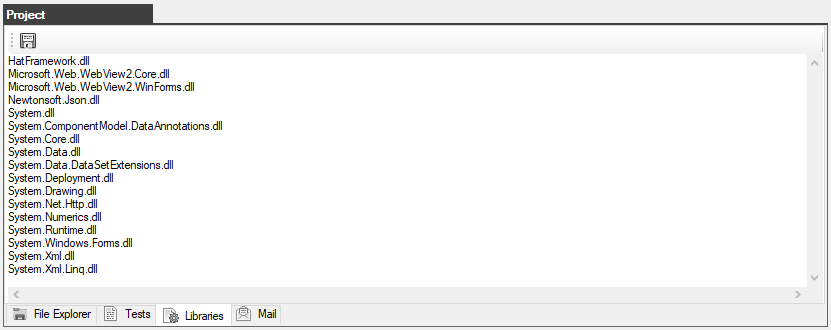 Project
HatFramework.dll
Microsoft.Web.WebView2.Core.dll
Microsoft.Web.WebView2.WinForms.dll
Newtonsoft.Json.dll
System.dll
System.ComponentModel.DataAnnotations.dll
System.Core.dll
System.Data.dll
System.Data.DataSetExtensions.dll
System.Deployment.dll
System.Drawing.dll
System.Net.Http.dll
System.Numerics.dll
System.Runtime.dll
System.Windows.Forms.dll
System.Xml.dll
System.Xml.Linq.dll
File Explorer Tests Libraries Mail